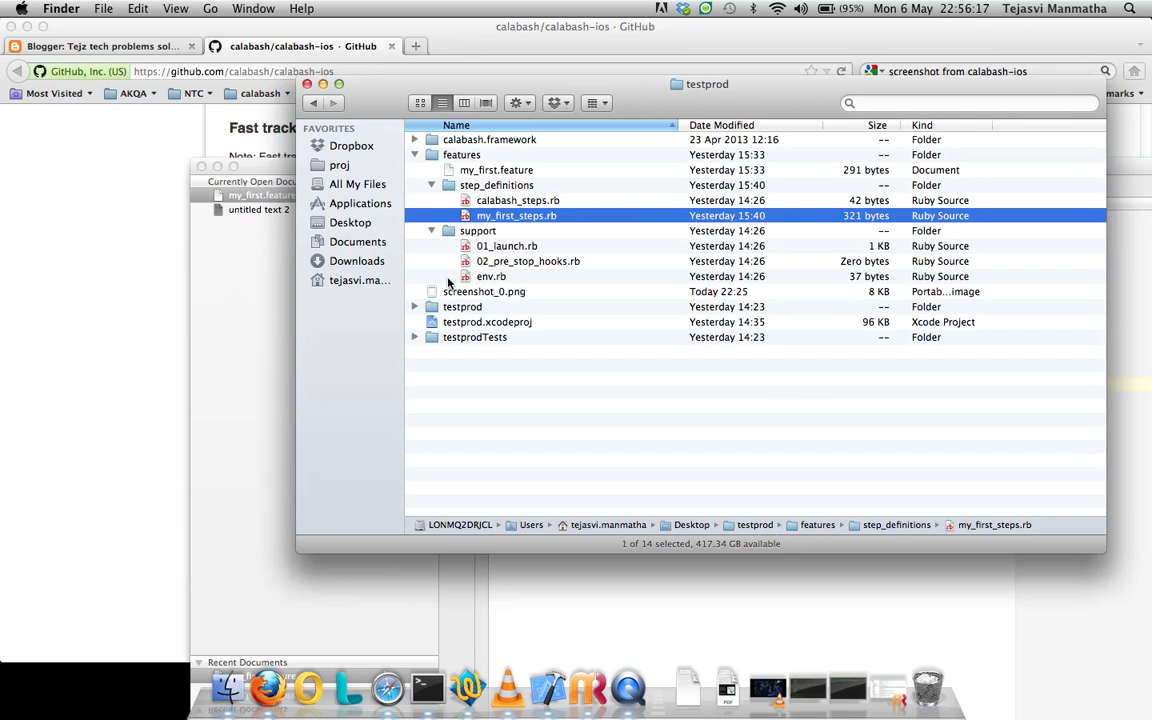 Finder File Edit View Go Window Help (95%) Mon 6 May 22:56:17 Tejasvi Manmatha
calabash/calabash-ios · GitHub
Blogger: Tejz tech problems sol... calabash/calabash-ios · GitHub
GitHub, Inc. (US) https://github.com/calabash/calabash-ios screenshot from calabash-ios
Most Visited AKQA NTC calabash marks
testprod
Fast track
Note: Fast
Currently Open Docu
my_first.feature
untitled text 2
Recent Documents
FAVORITES
Dropbox
proj
All My Files
Applications
Desktop
Documents
Downloads
tejasvi.ma...
Name Date Modified Size Kind
calabash.framework 23 Apr 2013 12:16 -- Folder
features Yesterday 15:33 -- Folder
my_first.feature Yesterday 15:33 291 bytes Document
step_definitions Yesterday 15:40 -- Folder
calabash_steps.rb Yesterday 14:26 42 bytes Ruby Source
my_first_steps.rb Yesterday 15:40 321 bytes Ruby Source
support Yesterday 14:26 -- Folder
01_launch.rb Yesterday 14:26 1 KB Ruby Source
02_pre_stop_hooks.rb Yesterday 14:26 Zero bytes Ruby Source
env.rb Yesterday 14:26 37 bytes Ruby Source
screenshot_0.png Today 22:25 8 KB Portab...image
testprod Yesterday 14:23 -- Folder
testprod.xcodeproj Yesterday 14:35 96 KB Xcode Project
testprodTests Yesterday 14:23 -- Folder
LONMQ2DRJCL Users tejasvi.manmatha Desktop testprod features step_definitions my_first_steps.rb
1 of 14 selected, 417.34 GB available